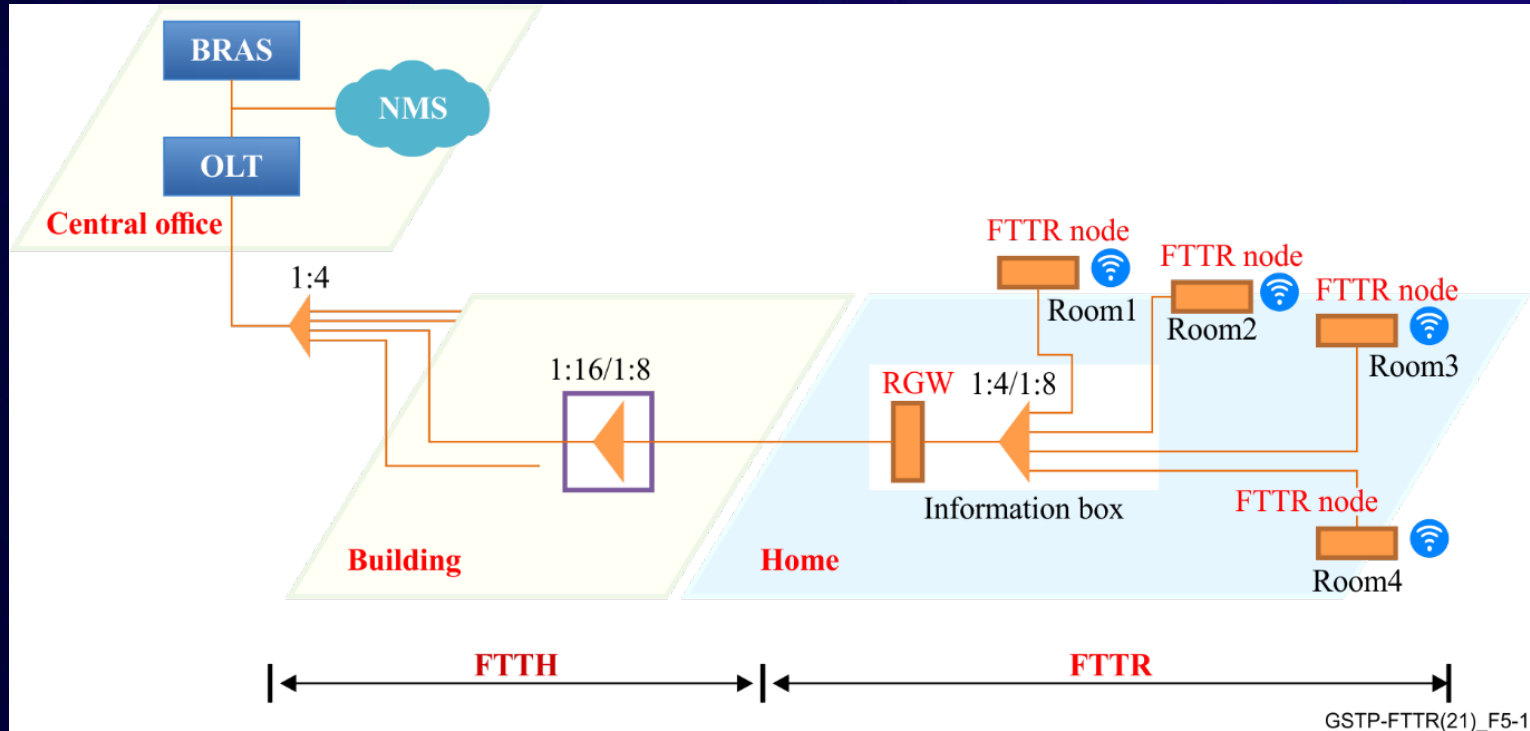 BRAS
NMS
OLT
Central office
1:4
FTTR node
Room1
FTTR node
Room2
FTTR node
Room3
1:16/1:8
RGW
1:4/1:8
Information box
FTTR node
Room4
Building
Home
FTTH
FTTR
GSTP-FTTR(21)_F5-1